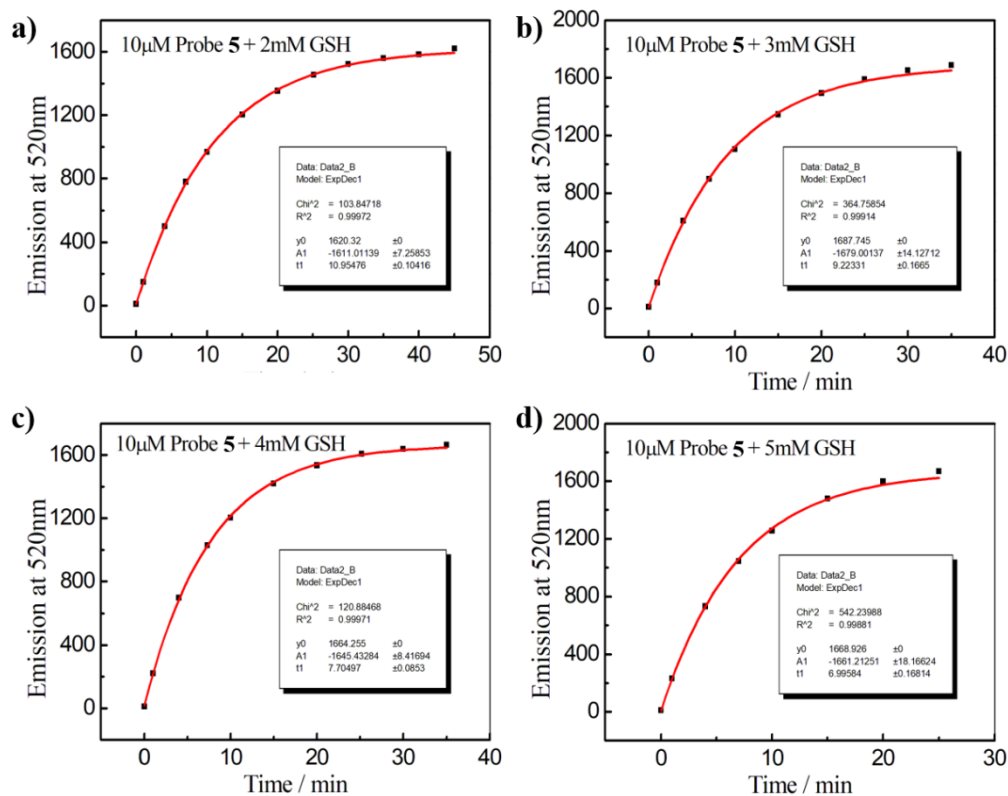 a)
10μM Probe 5 + 2mM GSH
Emission at 520nm
1600
1200
800
400
0
0 10 20 30 40 50
Data: Data2_B
Model: ExpDec1
Chi^2 = 103.84718
R^2 = 0.99972
y0 1620.32 ±0
A1 -1611.01139 ±7.25853
t1 10.95476 ±0.10416
b)
10μM Probe 5 + 3mM GSH
Emission at 520nm
2000
1600
1200
800
400
0
0 10 20 30 40
Time / min
Data: Data2_B
Model: ExpDec1
Chi^2 = 364.75854
R^2 = 0.99914
y0 1687.745 ±0
A1 -1679.00137 ±14.12712
t1 9.22331 ±0.1665
c)
10μM Probe 5 + 4mM GSH
Emission at 520nm
1600
1200
800
400
0
0 10 20 30 40
Time / min
Data: Data2_B
Model: ExpDec1
Chi^2 = 120.88468
R^2 = 0.99971
y0 1664.255 ±0
A1 -1645.43284 ±8.41694
t1 7.70497 ±0.0853
d)
10μM Probe 5 + 5mM GSH
Emission at 520nm
2000
1600
1200
800
400
0
0 10 20 30
Time / min
Data: Data2_B
Model: ExpDec1
Chi^2 = 542.23988
R^2 = 0.99881
y0 1668.926 ±0
A1 -1661.21251 ±18.16624
t1 6.99584 ±0.16814